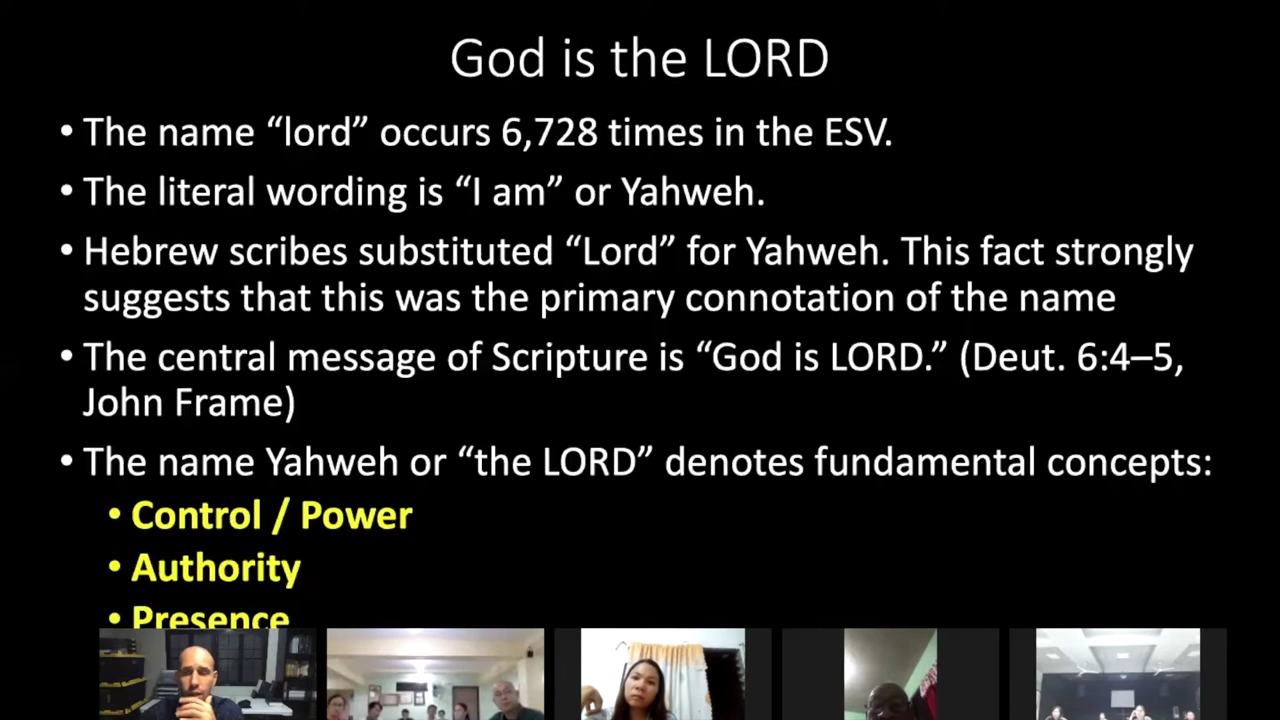 God is the LORD
• The name “lord” occurs 6,728 times in the ESV.
• The literal wording is “I am” or Yahweh.
• Hebrew scribes substituted “Lord” for Yahweh. This fact strongly
suggests that this was the primary connotation of the name
• The central message of Scripture is “God is LORD.” (Deut. 6:4–5,
John Frame)
• The name Yahweh or “the LORD” denotes fundamental concepts:
• Control / Power
• Authority
• Presence